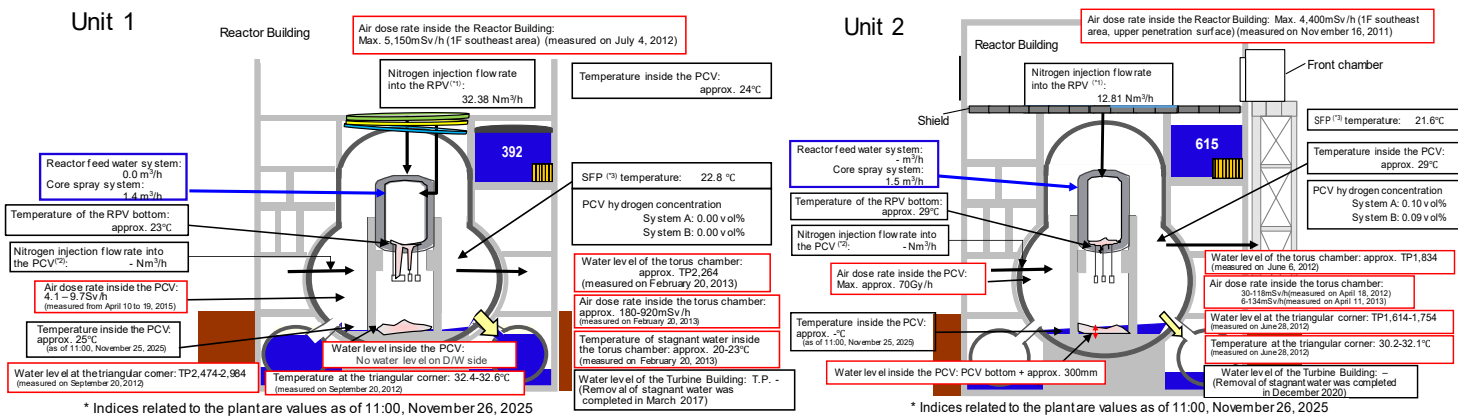 Unit 1
Reactor Building
Air dose rate inside the Reactor Building:
Max. 5,150mSv/h (1F southeast area) (measured on July 4, 2012)
Nitrogen injection flow rate
into the RPV(*1):
32.38 Nm³/h
Temperature inside the PCV:
approx. 24℃
392
Reactor feed water system:
0.0 m³/h
Core spray system:
1.4 m³/h
SFP (*3) temperature: 22.8 ℃
PCV hydrogen concentration
System A: 0.00 vol%
System B: 0.00 vol%
Temperature of the RPV bottom:
approx. 23℃
Nitrogen injection flow rate into
the PCV(*2): - Nm³/h
Air dose rate inside the PCV:
4.1 – 9.7Sv/h
(measured from April 10 to 19, 2015)
Temperature inside the PCV:
approx. 25℃
(as of 11:00, November 25, 2025)
Water level at the triangular corner: TP2,474-2,984
(measured on September 20, 2012)
Water level inside the PCV:
No water level on D/W side
Temperature at the triangular corner: 32.4-32.6℃
(measured on September 20, 2012)
Water level of the torus chamber:
approx. TP2,264
(measured on February 20, 2013)
Air dose rate inside the torus chamber:
approx. 180-920mSv/h
(measured on February 20, 2013)
Temperature of stagnant water inside
the torus chamber: approx. 20-23℃
(measured on February 20, 2013)
Water level of the Turbine Building: T.P. -
(Removal of stagnant water was
completed in March 2017)
* Indices related to the plant are values as of 11:00, November 26, 2025
Unit 2
Reactor Building
Air dose rate inside the Reactor Building: Max. 4,400mSv/h (1F southeast
area, upper penetration surface) (measured on November 16, 2011)
Front chamber
Nitrogen injection flow rate
into the RPV (*1):
12.81 Nm³/h
Shield
SFP (*3) temperature: 21.6℃
615
Reactor feed water system:
- m³/h
Core spray system:
1.5 m³/h
Temperature inside the PCV:
approx. 29℃
PCV hydrogen concentration
System A: 0.10 vol%
System B: 0.09 vol%
Temperature of the RPV bottom:
approx. 29℃
Nitrogen injection flow rate into
the PCV (*2): - Nm³/h
Air dose rate inside the PCV:
Max. approx. 70Gy/h
Temperature inside the PCV:
approx. -℃
(as of 11:00, November 25, 2025)
Water level inside the PCV: PCV bottom + approx. 300mm
Water level of the torus chamber: approx. TP1,834
(measured on June 6, 2012)
Air dose rate inside the torus chamber:
30-118mSv/h(measured on April 18, 2012)
6-134mSv/h(measured on April 11, 2013)
Water level at the triangular corner: TP1,614-1,754
(measured on June 28, 2012)
Temperature at the triangular corner: 30.2-32.1℃
(measured on June 28, 2012)
Water level of the Turbine Building: –
(Removal of stagnant water was completed
in December 2020)
* Indices related to the plant are values as of 11:00, November 26, 2025